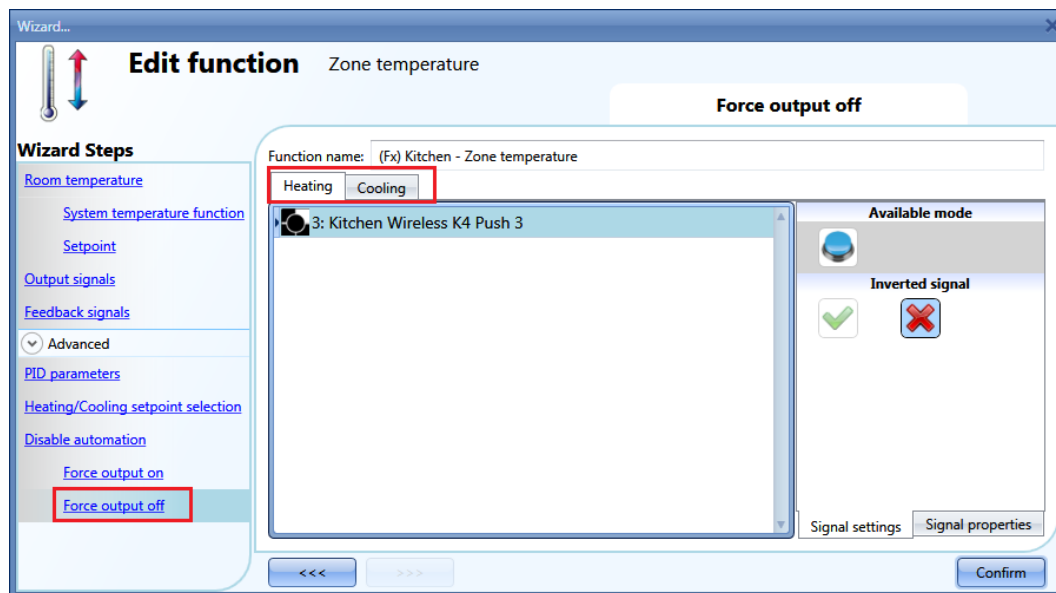 Wizard...
Edit function Zone temperature
Force output off
Wizard Steps
Room temperature
System temperature function
Setpoint
Output signals
Feedback signals
Advanced
PID parameters
Heating/Cooling setpoint selection
Disable automation
Force output on
Force output off
Function name: (Fx) Kitchen - Zone temperature
Heating Cooling
3: Kitchen Wireless K4 Push 3
Available mode
Inverted signal
Signal settings Signal properties
<<< >>> Confirm